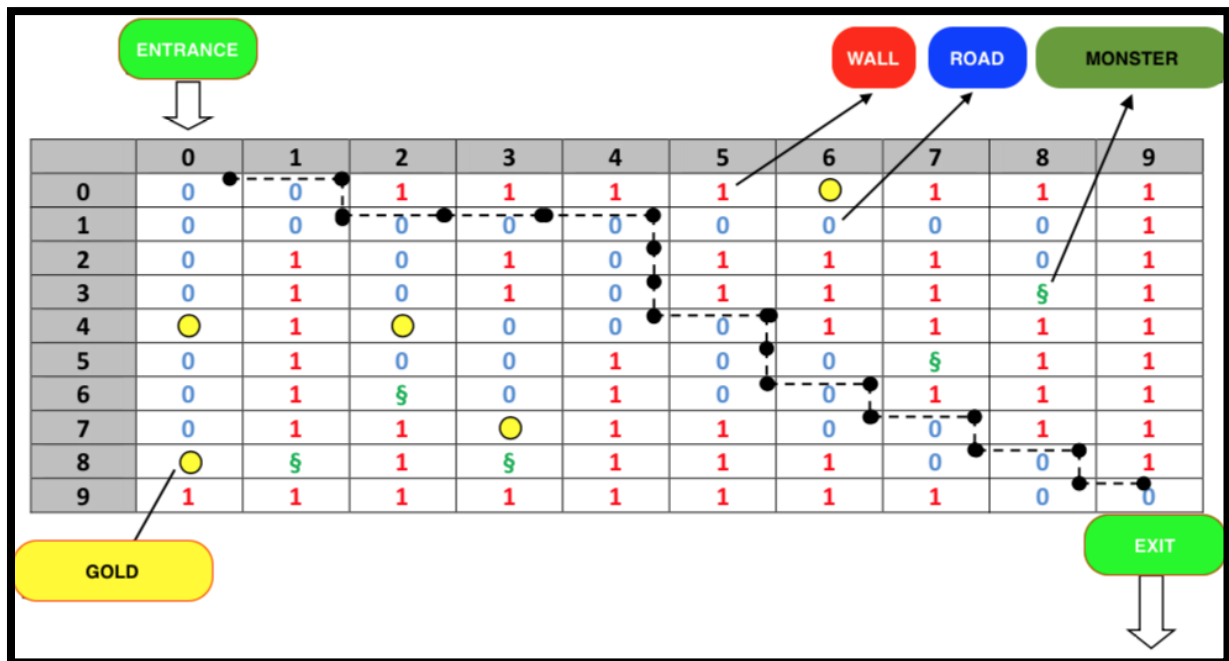 ENTRANCE
WALL ROAD MONSTER
0 1 2 3 4 5 6 7 8 9
0 0 0 1 1 1 1 1 1 1
1 0 0 0 0 0 0 0 0 0 1
2 0 1 0 1 0 1 1 1 0 1
3 0 1 0 1 0 1 1 1 § 1
4 1 0 0 0 1 1 1 1
5 0 1 0 0 1 0 0 § 1 1
6 0 1 § 0 1 0 0 1 1 1
7 0 1 1 1 1 0 0 1 1
8 § 1 § 1 1 1 0 0 1
9 1 1 1 1 1 1 1 1 0 0
EXIT
GOLD